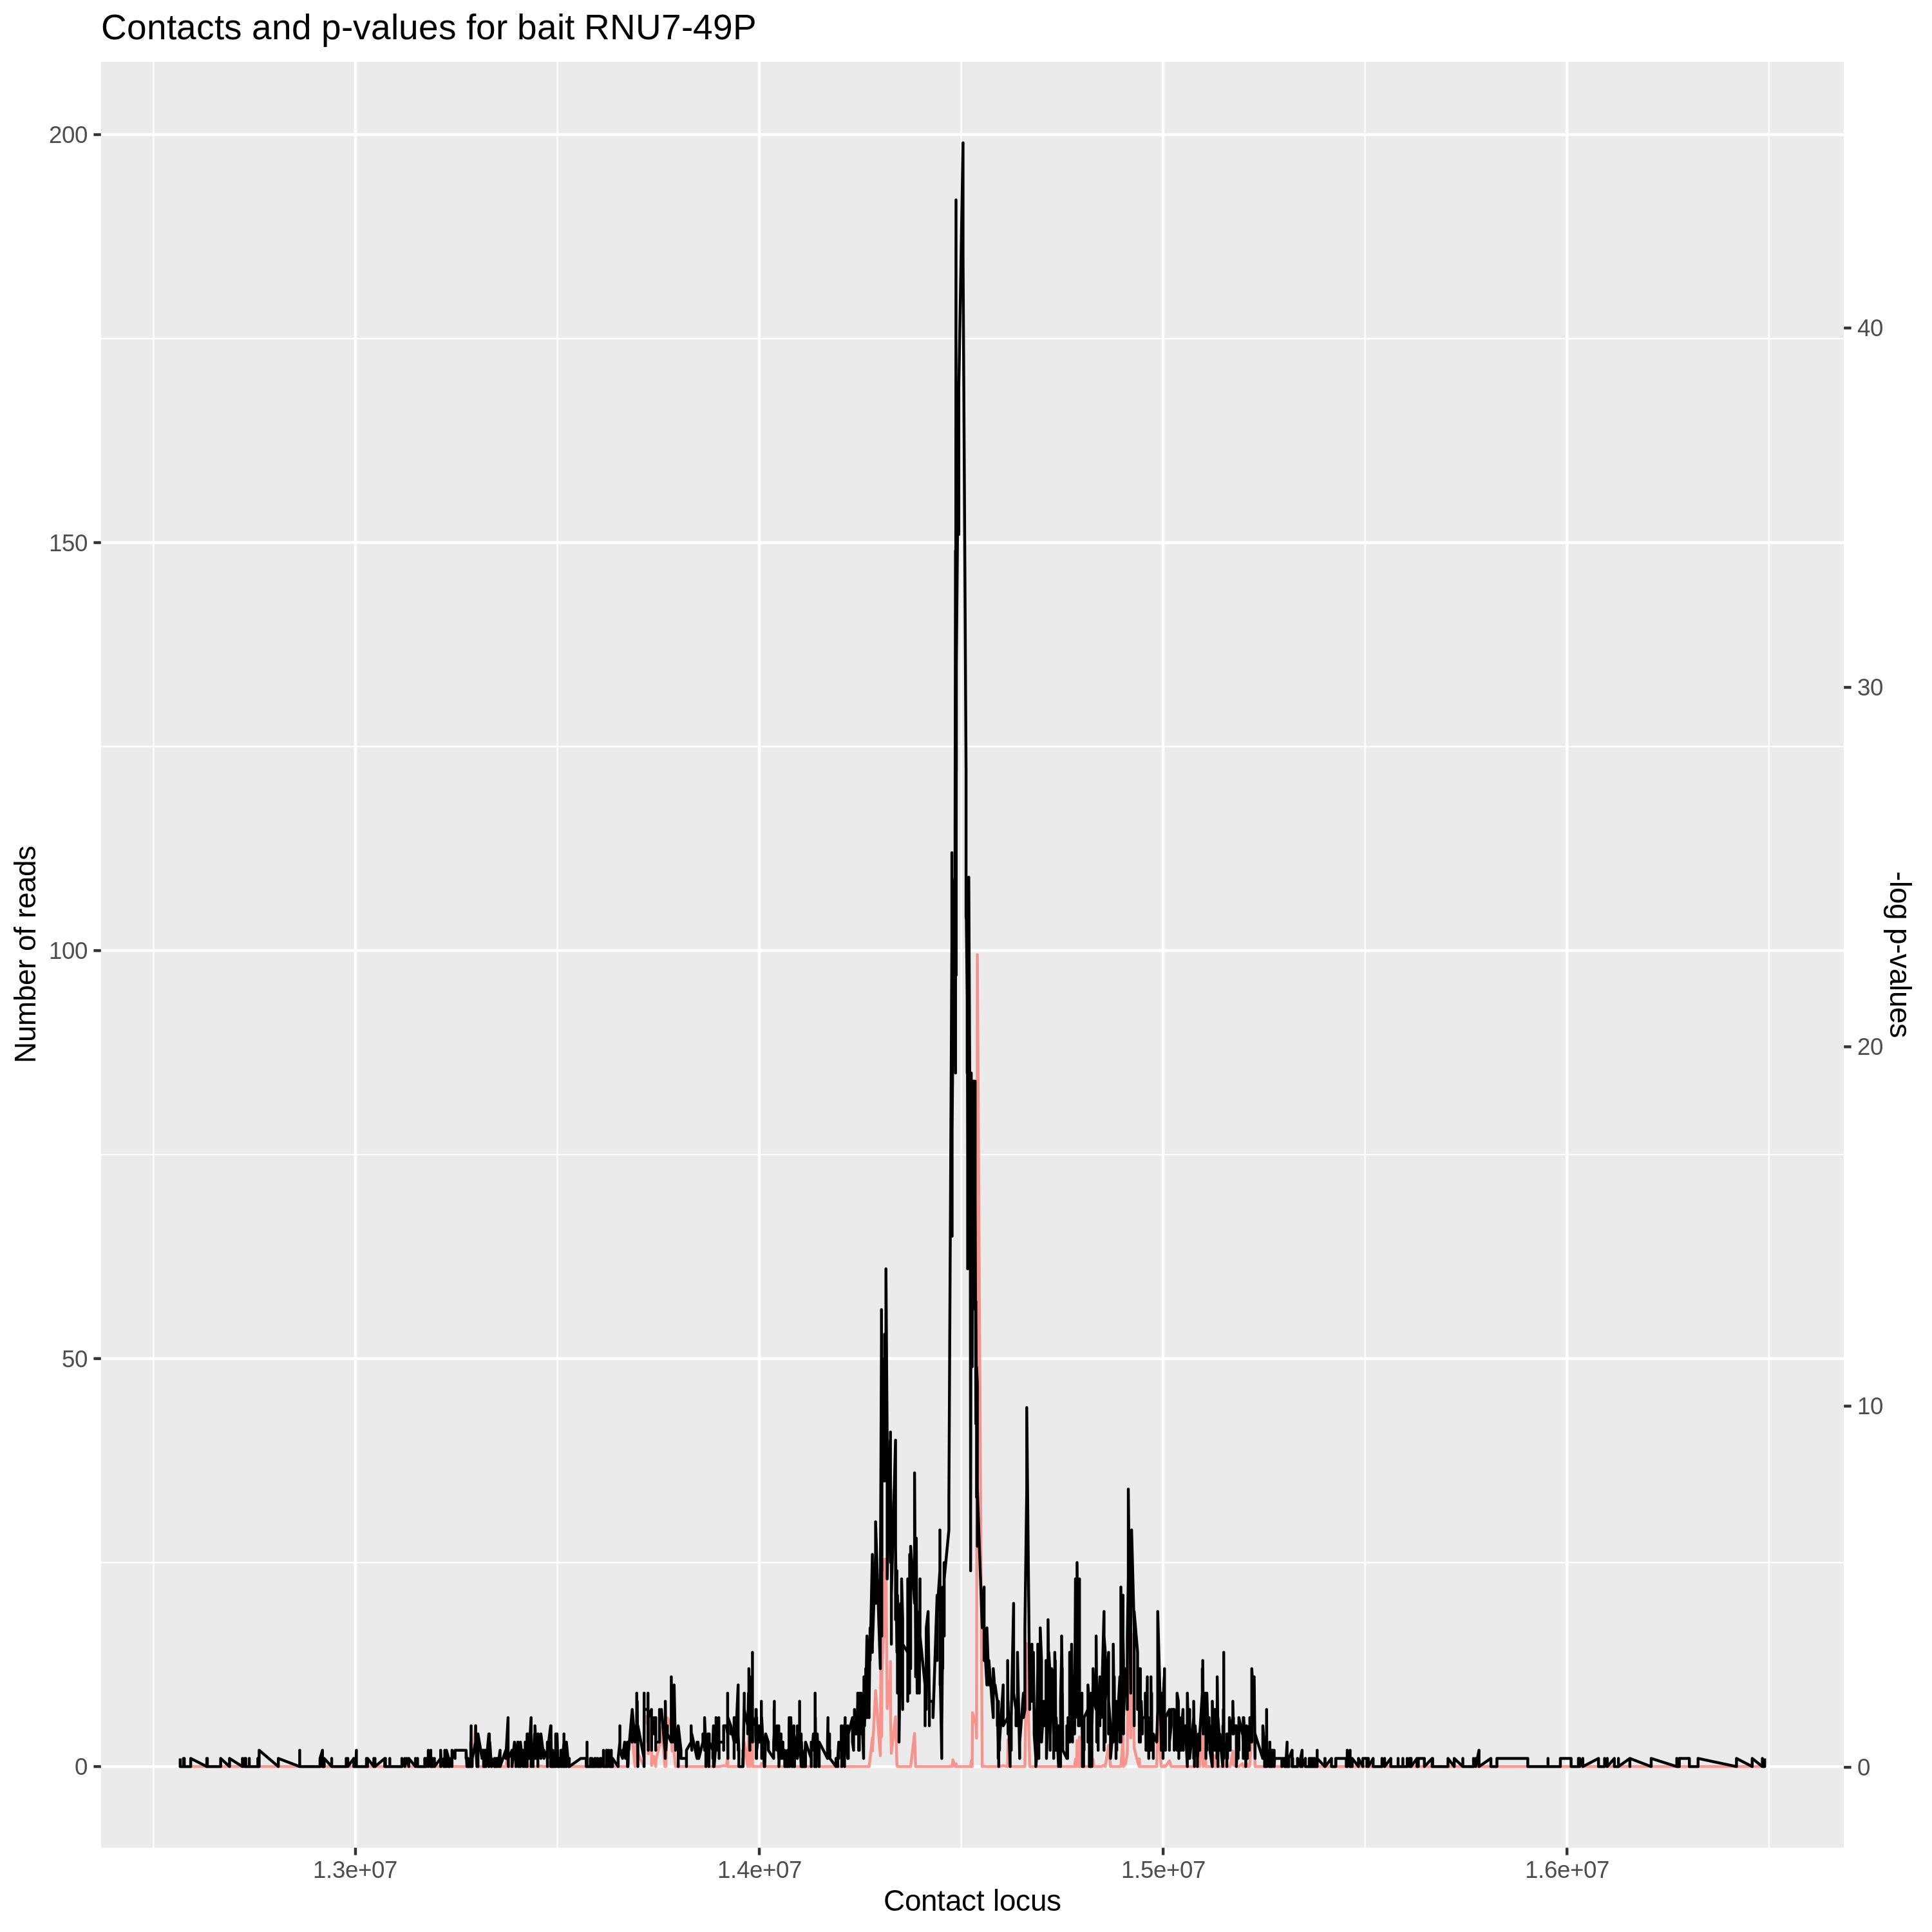 Contacts and p-values for bait RNU7-49P
Number of reads
200
150
100
50
0
40
30
20
10
0
-log p-values
1.3e+07
1.4e+07
1.5e+07
1.6e+07
Contact locus